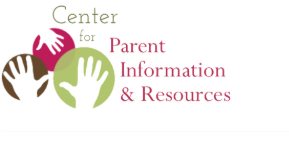 Center
for
Parent
Information
& Resources